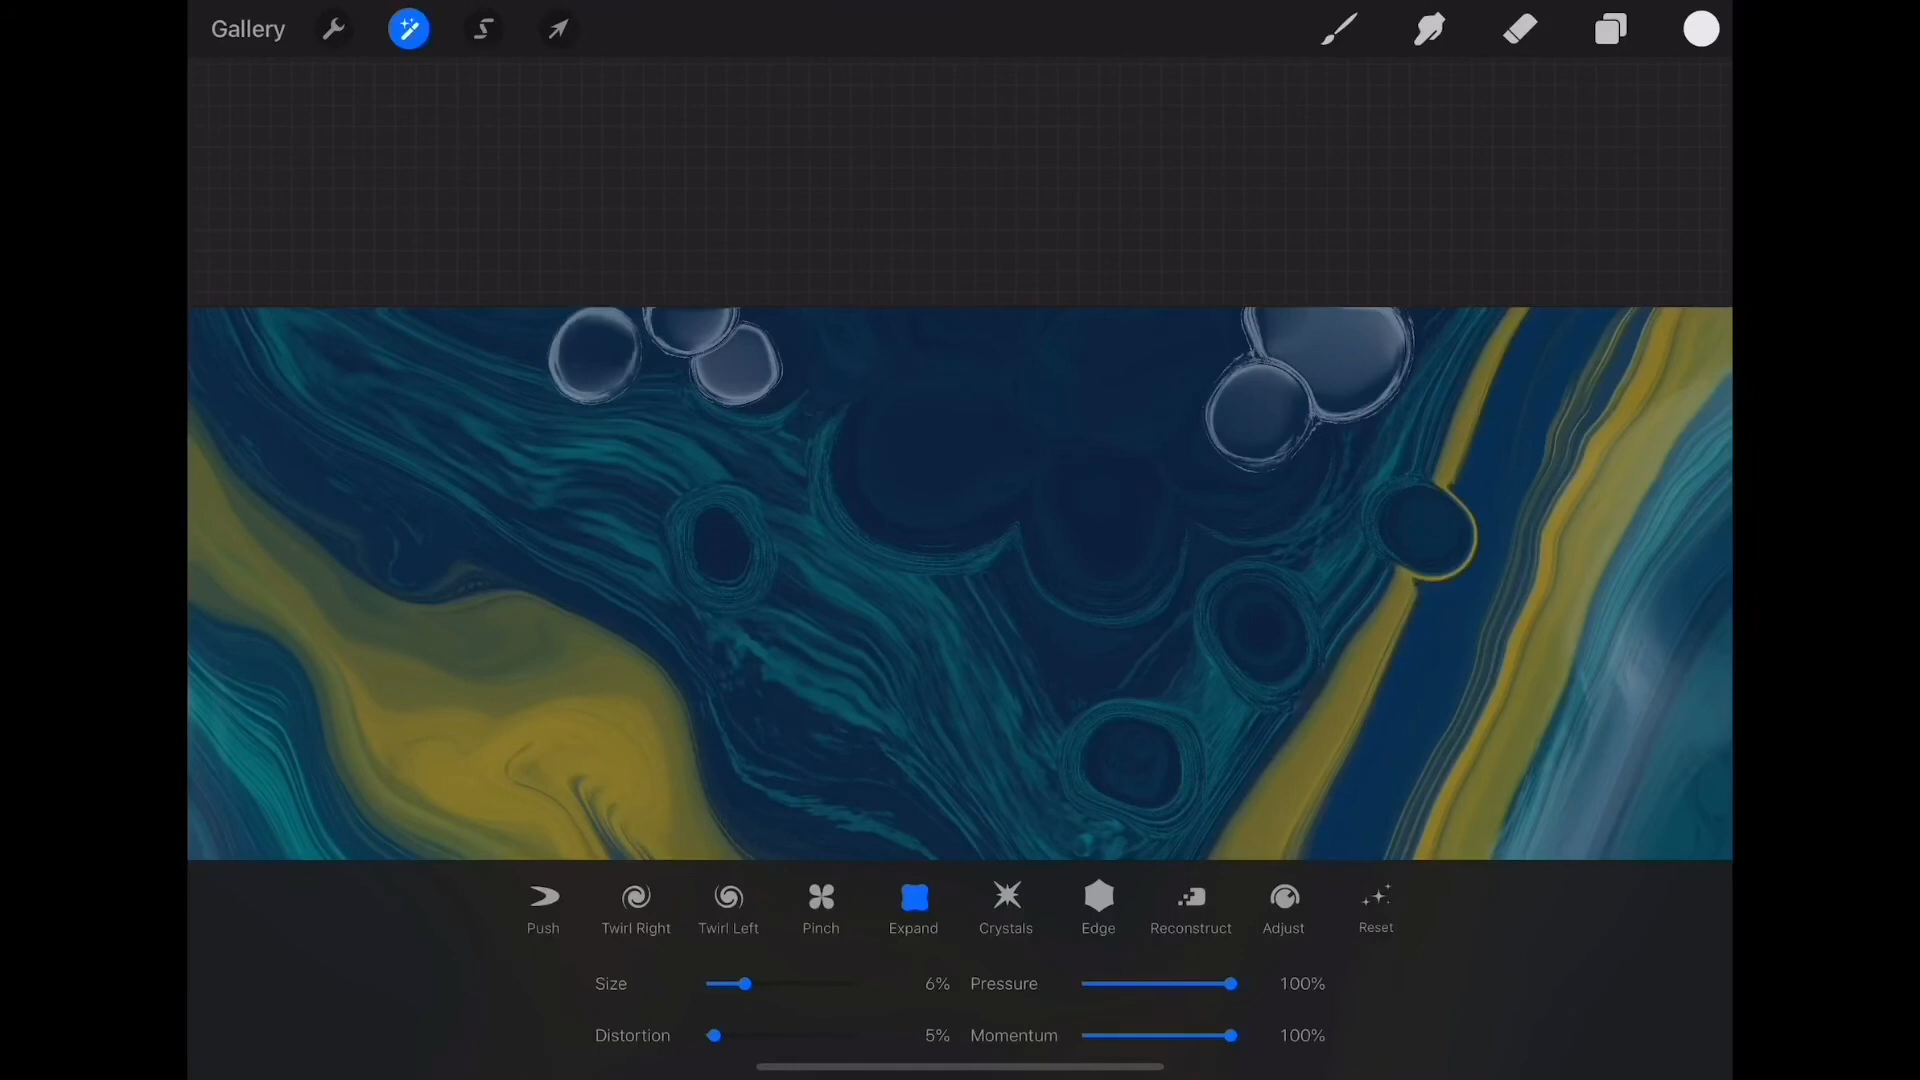 Gallery
Push Twirl Right Twirl Left Pinch Expand Crystals Edge Reconstruct Adjust Reset
Size 6% Pressure 100%
Distortion 5% Momentum 100%